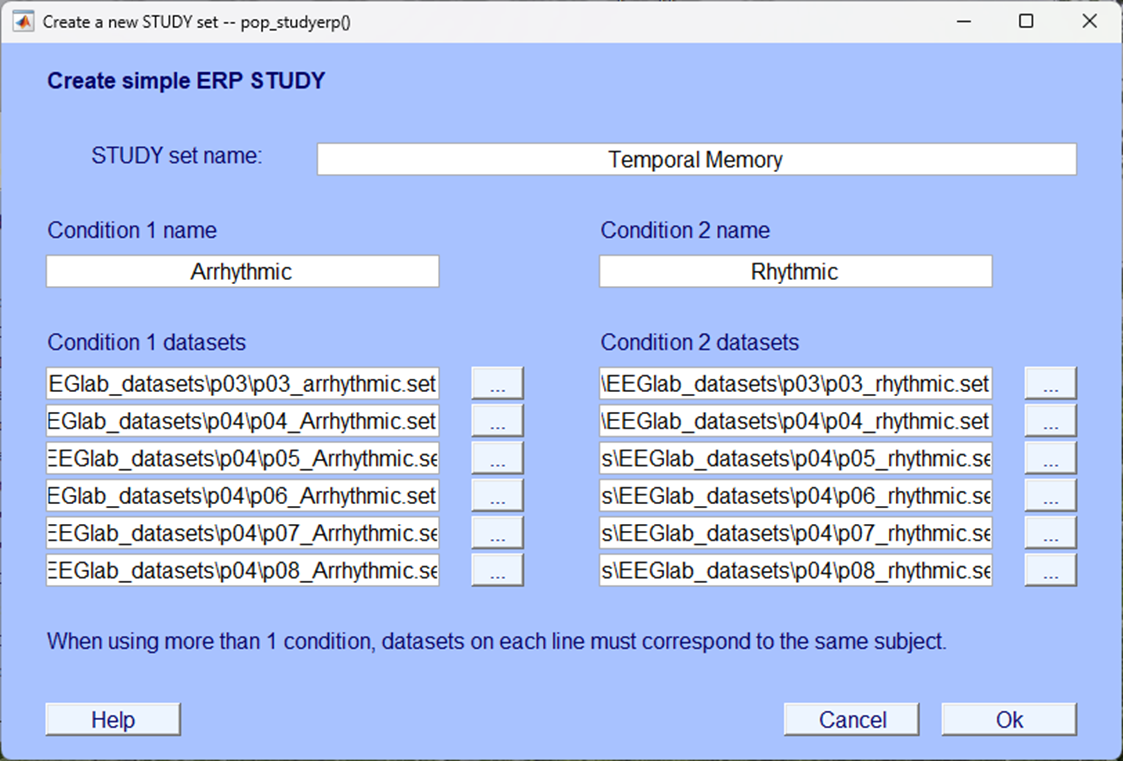 Create a new STUDY set -- pop_studyerp()
Create simple ERP STUDY
STUDY set name: Temporal Memory
Condition 1 name Condition 2 name
Arrhythmic Rhythmic
Condition 1 datasets Condition 2 datasets
EGlab_datasets\p03\p03_arrhythmic.set ... \EEGlab_datasets\p03\p03_rhythmic.set ...
EGlab_datasets\p04\p04_Arrhythmic.set ... \EEGlab_datasets\p04\p04_rhythmic.set ...
EEGlab_datasets\p04\p05_Arrhythmic.se ... s\EEGlab_datasets\p04\p05_rhythmic.se ...
EGlab_datasets\p04\p06_Arrhythmic.set ... s\EEGlab_datasets\p04\p06_rhythmic.se ...
EEGlab_datasets\p04\p07_Arrhythmic.se ... s\EEGlab_datasets\p04\p07_rhythmic.se ...
EEGlab_datasets\p04\p08_Arrhythmic.se ... s\EEGlab_datasets\p04\p08_rhythmic.se ...
When using more than 1 condition, datasets on each line must correspond to the same subject.
Help Cancel Ok